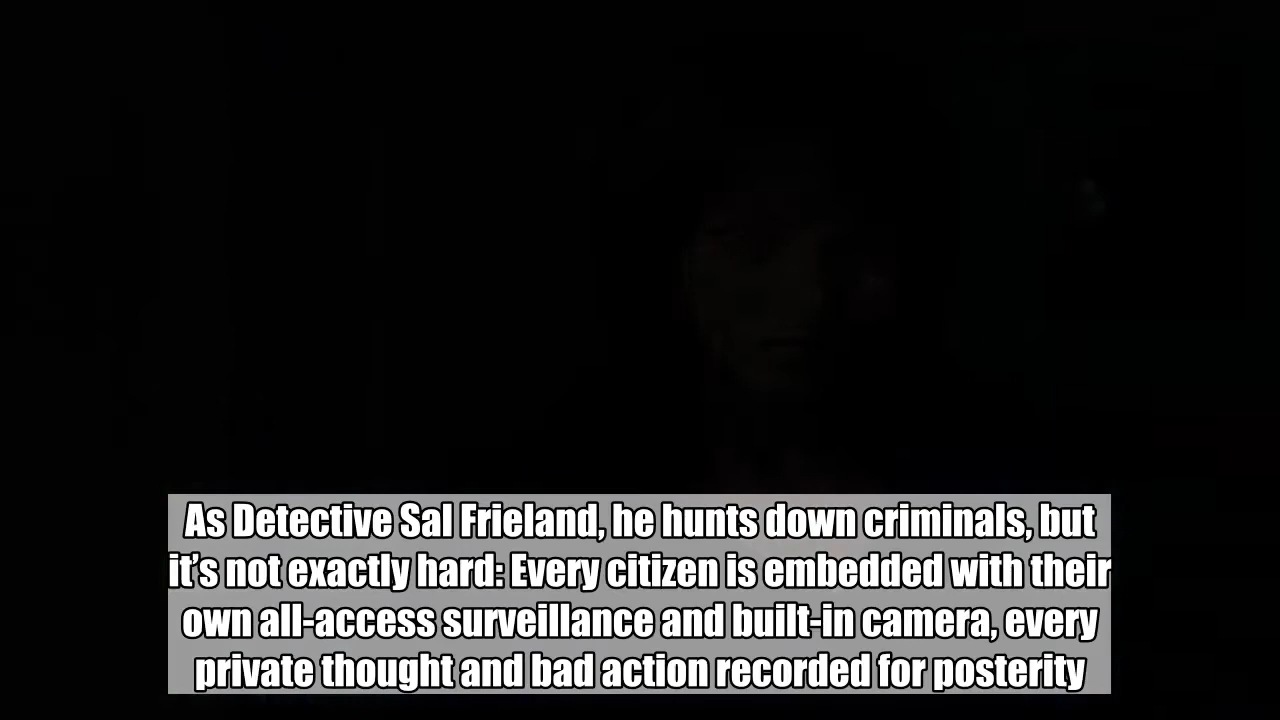 As Detective Sal Frieland, he hunts down criminals, but
it’s not exactly hard: Every citizen is embedded with their
own all-access surveillance and built-in camera, every
private thought and bad action recorded for posterity